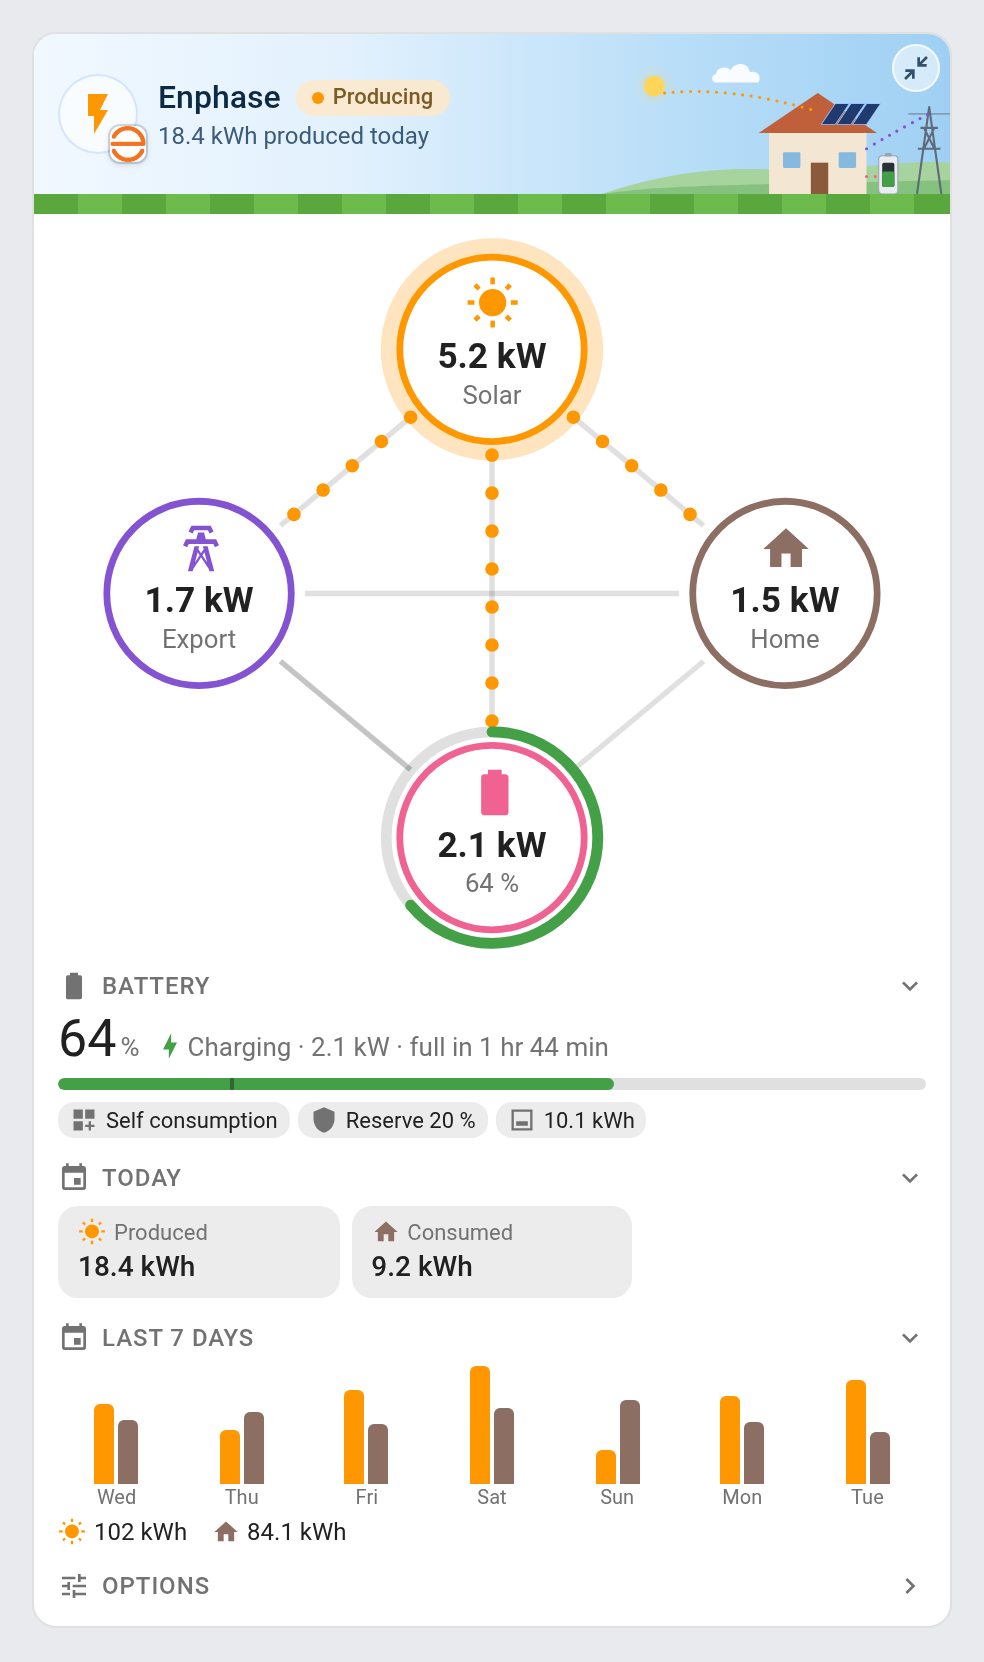 Enphase
Producing
18.4 kWh produced today
5.2 kW
Solar
1.7 kW
Export
1.5 kW
Home
2.1 kW
64 %
BATTERY
64 % Charging · 2.1 kW · full in 1 hr 44 min
Self consumption
Reserve 20 %
10.1 kWh
TODAY
Produced
18.4 kWh
Consumed
9.2 kWh
LAST 7 DAYS
Wed Thu Fri Sat Sun Mon Tue
102 kWh 84.1 kWh
OPTIONS